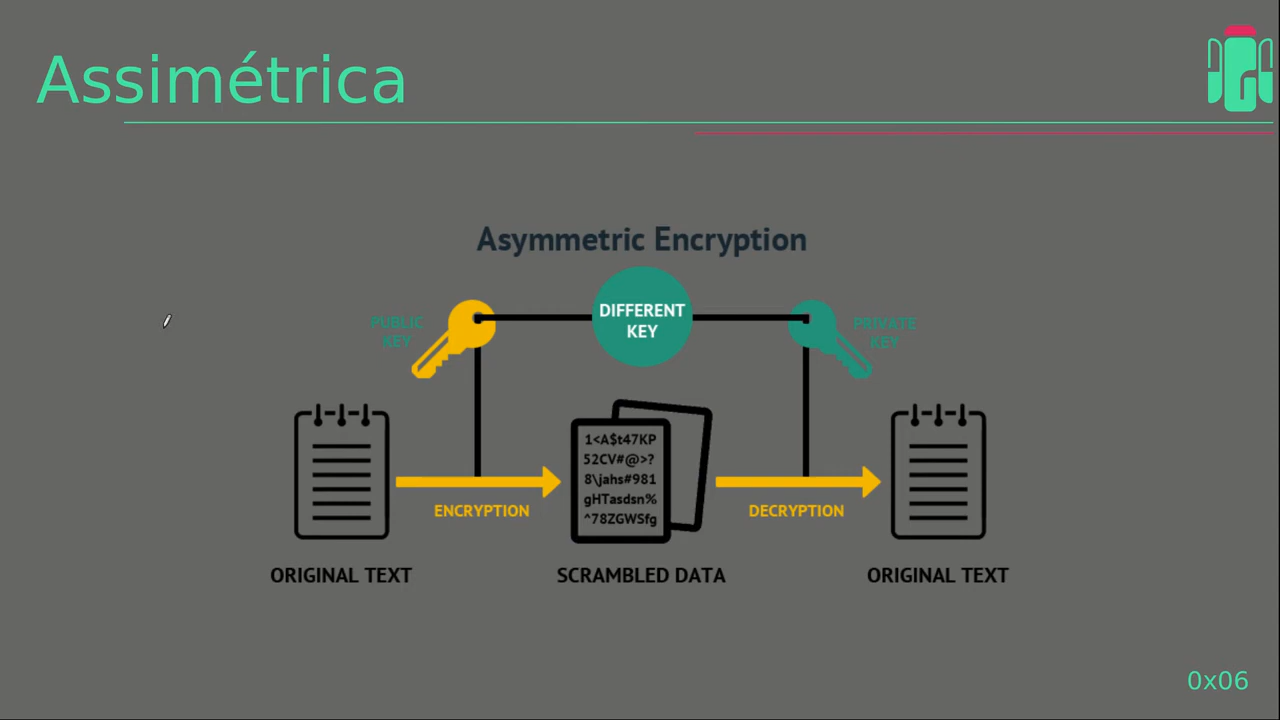 Assimétrica
Asymmetric Encryption
PUBLIC
KEY
DIFFERENT
KEY
PRIVATE
KEY
1<A$t47KP
52CV#@>?
8\jahs#981
gHTasdsn%
^78ZGWSfg
ENCRYPTION
DECRYPTION
ORIGINAL TEXT
SCRAMBLED DATA
ORIGINAL TEXT
0x06